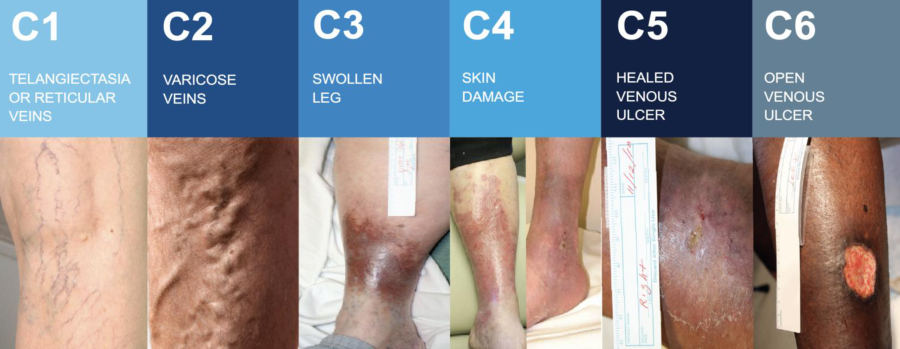 C1
TELANGIECTASIA
OR RETICULAR
VEINS
C2
VARICOSE
VEINS
C3
SWOLLEN
LEG
C4
SKIN
DAMAGE
C5
HEALED
VENOUS
ULCER
C6
OPEN
VENOUS
ULCER
Right